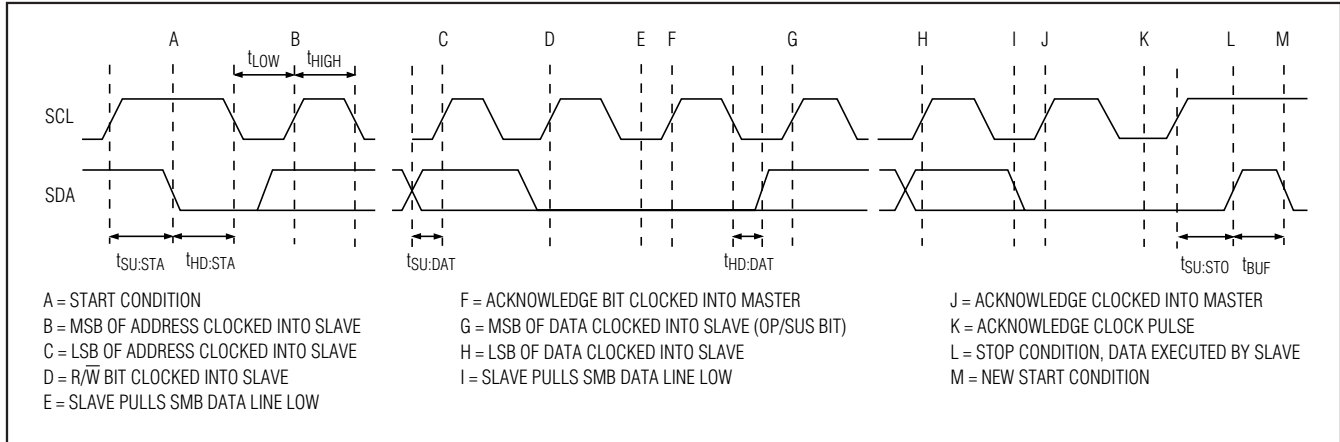 A B C D E F G H I J K L M
tLOW tHIGH
SCL
SDA
tSU:STA tHD:STA tSU:DAT tHD:DAT tSU:STO tBUF
A = START CONDITION
B = MSB OF ADDRESS CLOCKED INTO SLAVE
C = LSB OF ADDRESS CLOCKED INTO SLAVE
D = R/W̅ BIT CLOCKED INTO SLAVE
E = SLAVE PULLS SMB DATA LINE LOW
F = ACKNOWLEDGE BIT CLOCKED INTO MASTER
G = MSB OF DATA CLOCKED INTO SLAVE (OP/SUS BIT)
H = LSB OF DATA CLOCKED INTO SLAVE
I = SLAVE PULLS SMB DATA LINE LOW
J = ACKNOWLEDGE CLOCKED INTO MASTER
K = ACKNOWLEDGE CLOCK PULSE
L = STOP CONDITION, DATA EXECUTED BY SLAVE
M = NEW START CONDITION